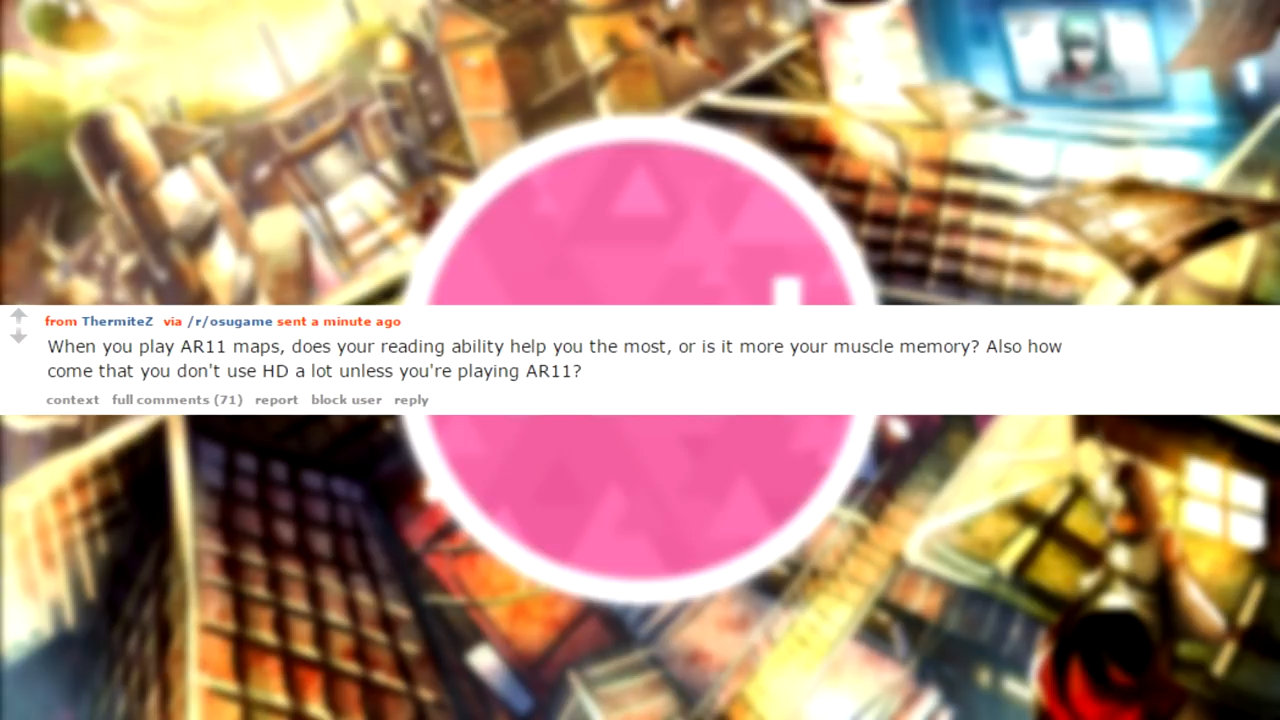 from ThermiteZ via /r/osugame sent a minute ago
When you play AR11 maps, does your reading ability help you the most, or is it more your muscle memory? Also how
come that you don't use HD a lot unless you're playing AR11?
context full comments (71) report block user reply